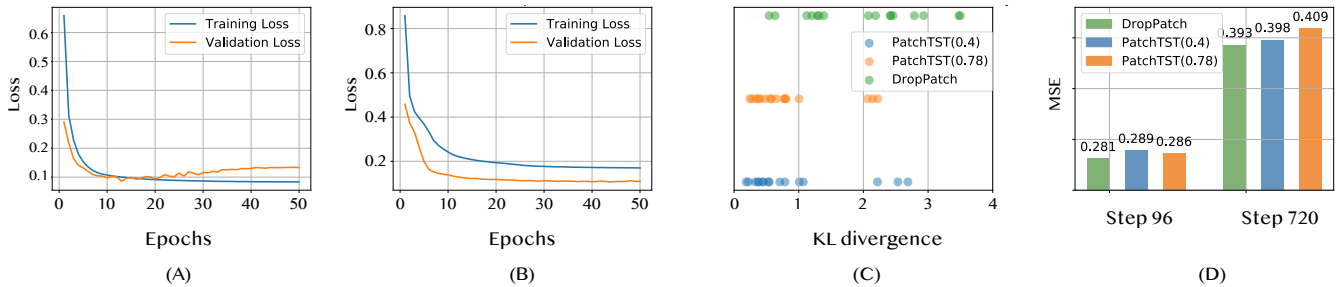 Training Loss
Validation Loss
0.6
0.5
0.4
0.3
0.2
0.1
Loss
0 10 20 30 40 50
Epochs
(A)
Training Loss
Validation Loss
0.8
0.6
0.4
0.2
Loss
0 10 20 30 40 50
Epochs
(B)
PatchTST(0.4)
PatchTST(0.78)
DropPatch
0 1 2 3 4
KL divergence
(C)
DropPatch
PatchTST(0.4)
PatchTST(0.78)
MSE
0.281
0.289
0.286
0.393
0.398
0.409
Step 96
Step 720
(D)